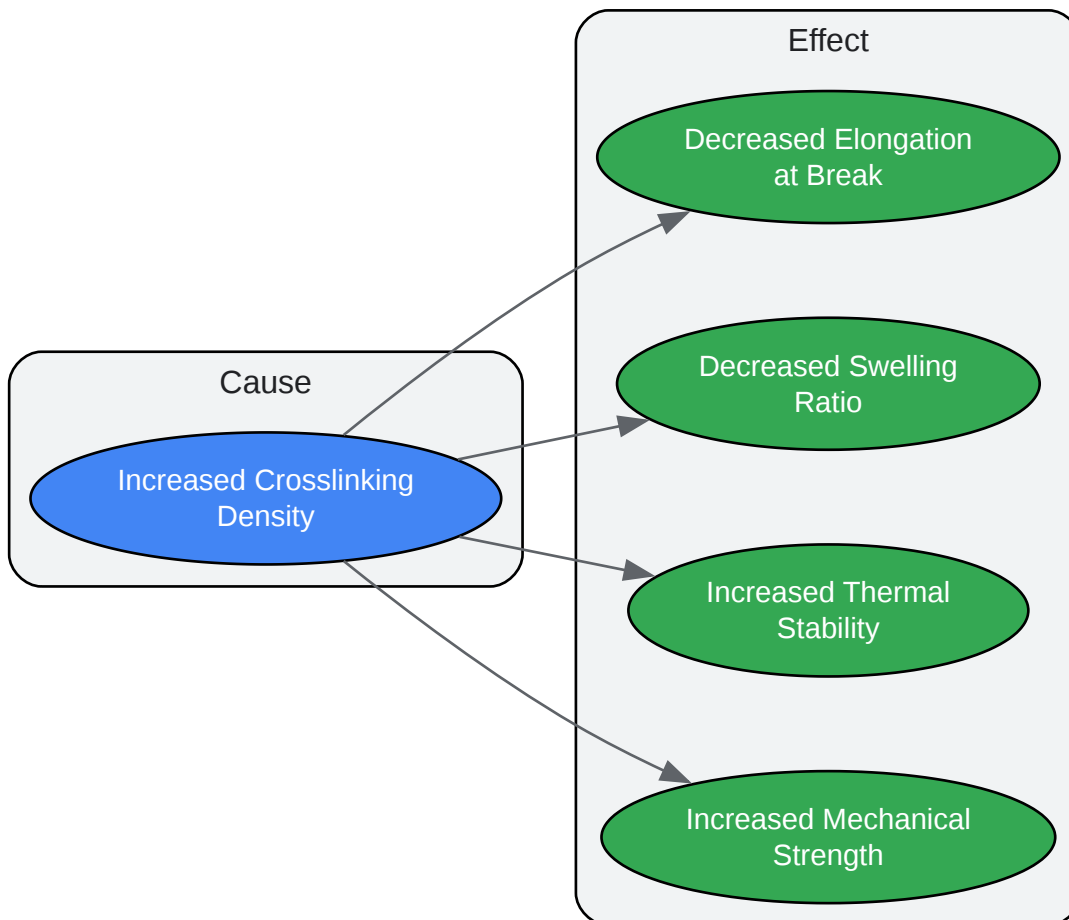 Effect
Decreased Elongation
at Break
Decreased Swelling
Ratio
Cause
Increased Crosslinking
Density
Increased Thermal
Stability
Increased Mechanical
Strength